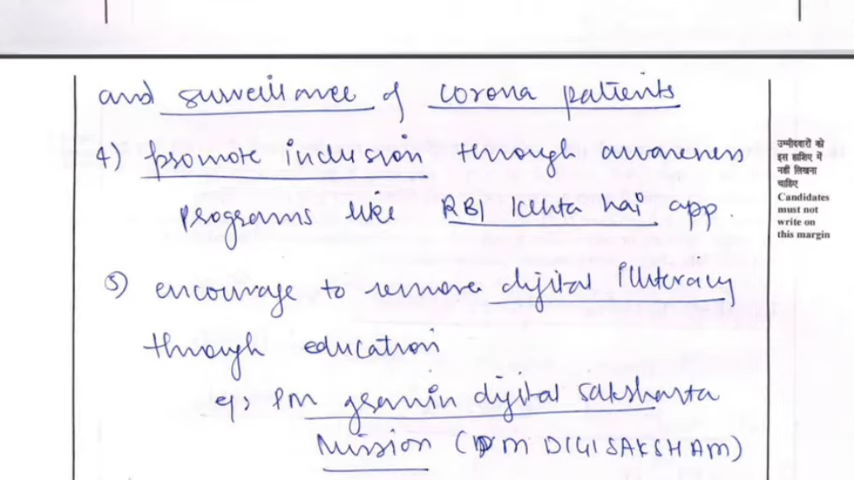 and surveillance of corona patients
4) promote inclusion through awareness
programs like RBI Kehta hai app.
उम्मीदवारों को
इस हाशिए में
नहीं लिखना
चाहिए
Candidates
must not
write on
this margin
5) encourage to remove digital illiteracy
through education
eg, PM gramin digital saksharta
Mission (PM DIGISAKSHAM)